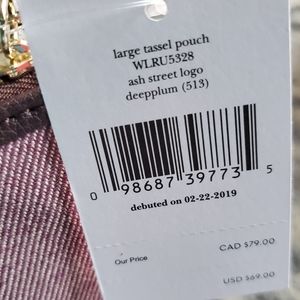 large tassel pouch
WLRU5328
ash street logo
deepplum (513)
0 98687 39773 5
debuted on 02-22-2019
Our Price CAD $79.00
USD $69.00